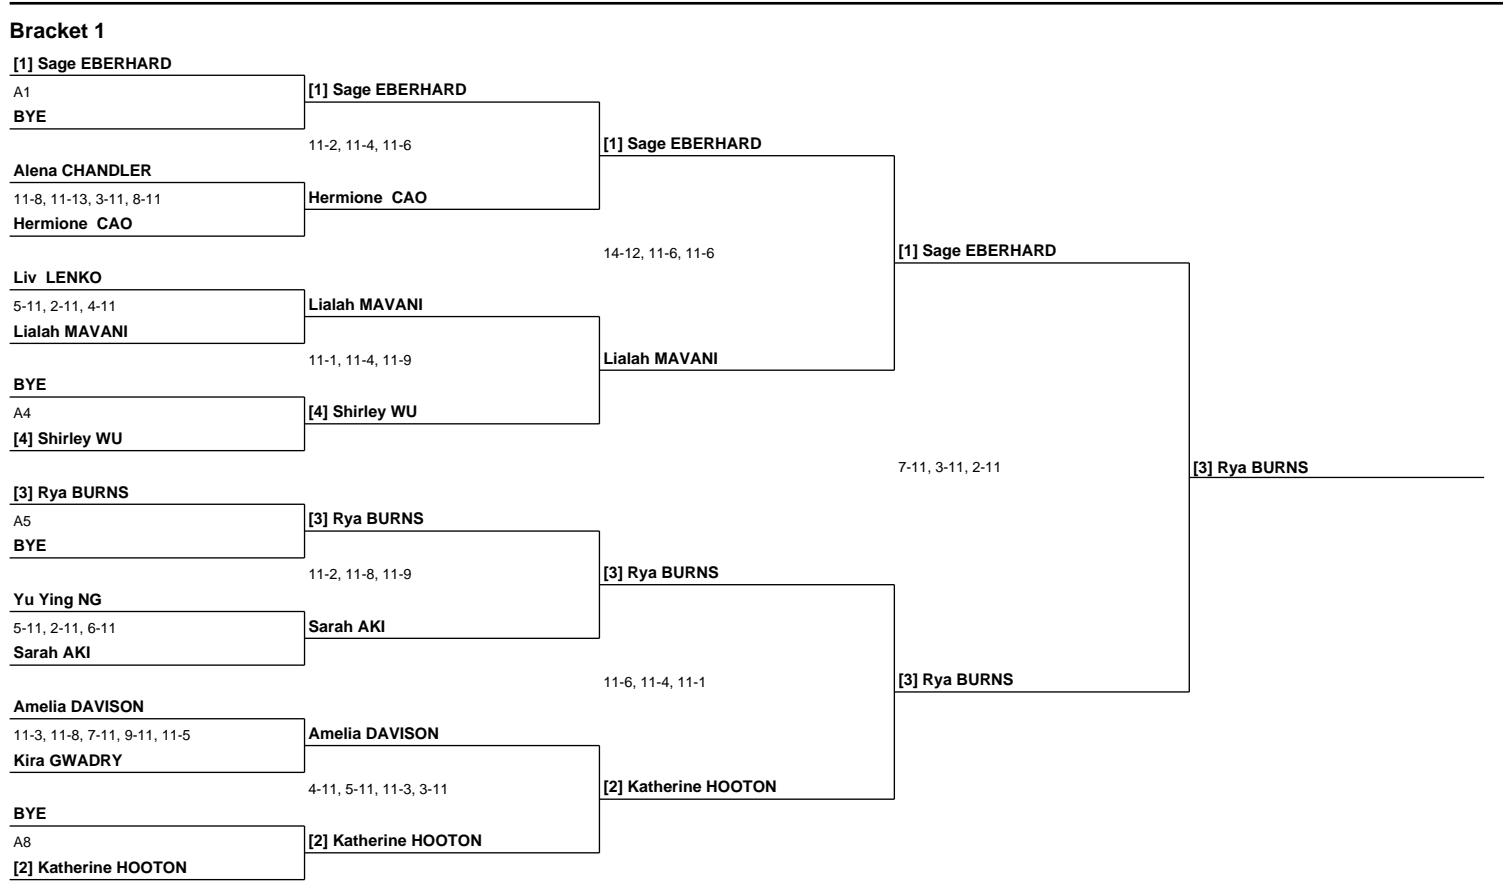 Bracket 1
[1] Sage EBERHARD
A1
BYE
Alena CHANDLER
11-8, 11-13, 3-11, 8-11
Hermione  CAO
Liv  LENKO
5-11, 2-11, 4-11
Lialah MAVANI
BYE
A4
[4] Shirley WU
[3] Rya BURNS
A5
BYE
Yu Ying NG
5-11, 2-11, 6-11
Sarah AKI
Amelia DAVISON
11-3, 11-8, 7-11, 9-11, 11-5
Kira GWADRY
BYE
A8
[2] Katherine HOOTON
[1] Sage EBERHARD
11-2, 11-4, 11-6
Hermione  CAO
Lialah MAVANI
11-1, 11-4, 11-9
[4] Shirley WU
[3] Rya BURNS
11-2, 11-8, 11-9
Sarah AKI
Amelia DAVISON
4-11, 5-11, 11-3, 3-11
[2] Katherine HOOTON
[1] Sage EBERHARD
14-12, 11-6, 11-6
Lialah MAVANI
[3] Rya BURNS
11-6, 11-4, 11-1
[2] Katherine HOOTON
[1] Sage EBERHARD
7-11, 3-11, 2-11
[3] Rya BURNS
[3] Rya BURNS